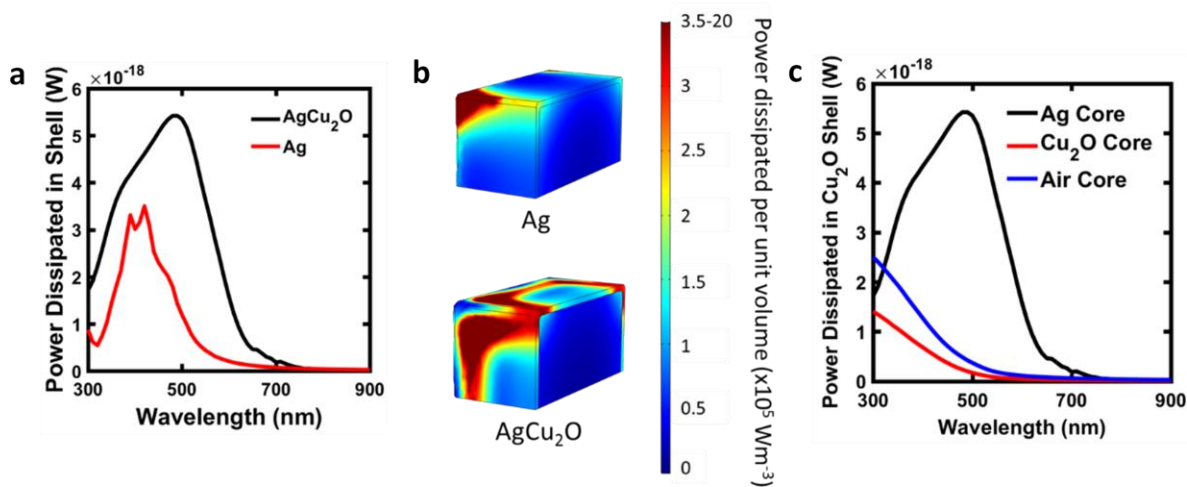 a
×10⁻¹⁸
Power Dissipated in Shell (W)
6
5
4
3
2
1
0
AgCu₂O
Ag
300
500
700
900
Wavelength (nm)
b
Ag
AgCu₂O
3.5-20
3
2.5
2
1.5
1
0.5
0
Power dissipated per unit volume (x10⁵ Wm⁻³)
c
×10⁻¹⁸
Power Dissipated in Cu₂O Shell (W)
6
5
4
3
2
1
0
Ag Core
Cu₂O Core
Air Core
300
500
700
900
Wavelength (nm)